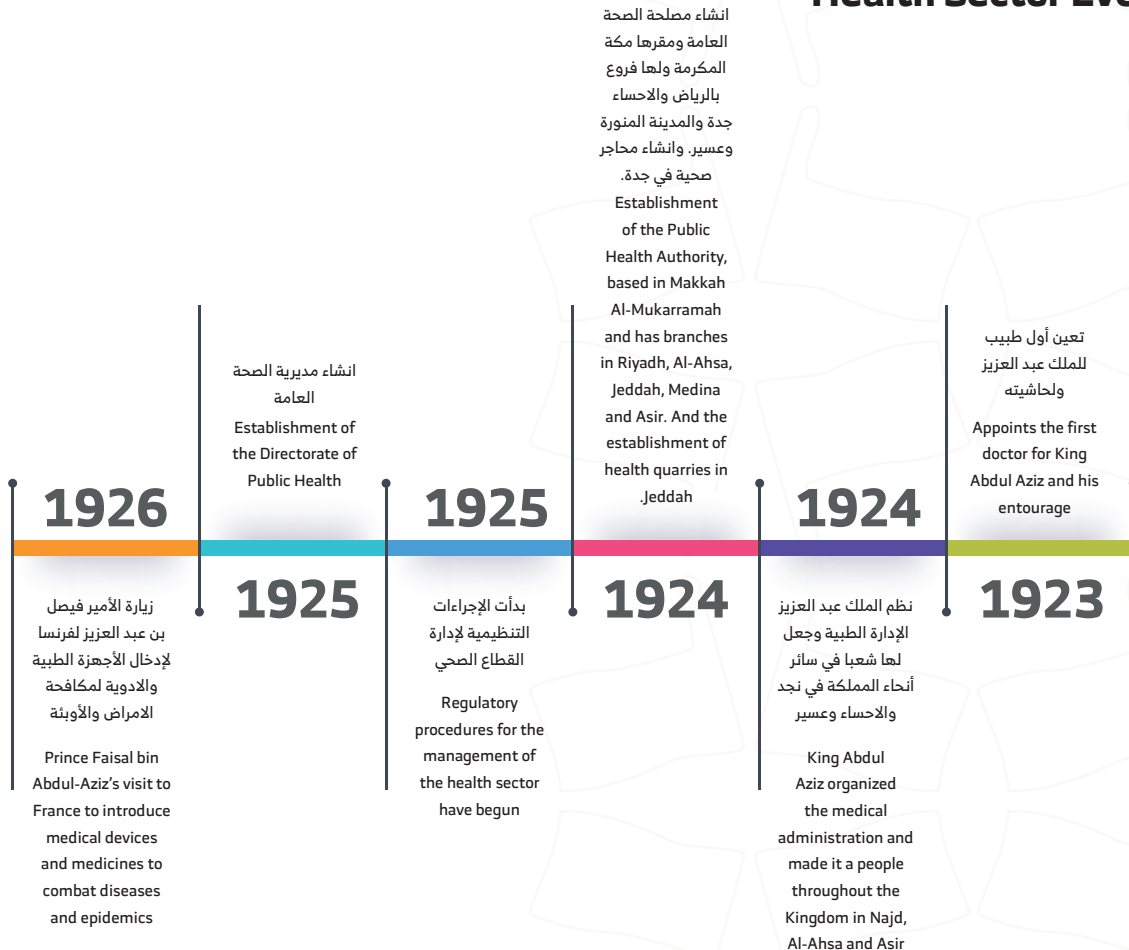 Health Sector
تعين أول طبيب
للملك عبد العزيز
ولحاشيته
Appoints the first
doctor for King
Abdul Aziz and his
entourage
1923
1924
نظم الملك عبد العزيز
الإدارة الطبية وجعل
لها شعبا في سائر
أنحاء المملكة في نجد
والاحساء وعسير
King Abdul
Aziz organized
the medical
administration and
made it a people
throughout the
Kingdom in Najd,
Al-Ahsa and Asir
انشاء مصلحة الصحة
العامة ومقرها مكة
المكرمة ولها فروع
بالرياض والاحساء
جدة والمدينة المنورة
وعسير. وانشاء محاجر
صحية في جدة.
Establishment
of the Public
Health Authority,
based in Makkah
Al-Mukarramah
and has branches
in Riyadh, Al-Ahsa,
Jeddah, Medina
and Asir. And the
establishment of
health quarries in
.Jeddah
1924
1925
بدأت الإجراءات
التنظيمية لإدارة
القطاع الصحي
Regulatory
procedures for the
management of
the health sector
have begun
انشاء مديرية الصحة
العامة
Establishment of
the Directorate of
Public Health
1925
1926
زيارة الأمير فيصل
بن عبد العزيز لفرنسا
لإدخال الأجهزة الطبية
والادوية لمكافحة
الامراض والأوبئة
Prince Faisal bin
Abdul-Aziz's visit to
France to introduce
medical devices
and medicines to
combat diseases
and epidemics